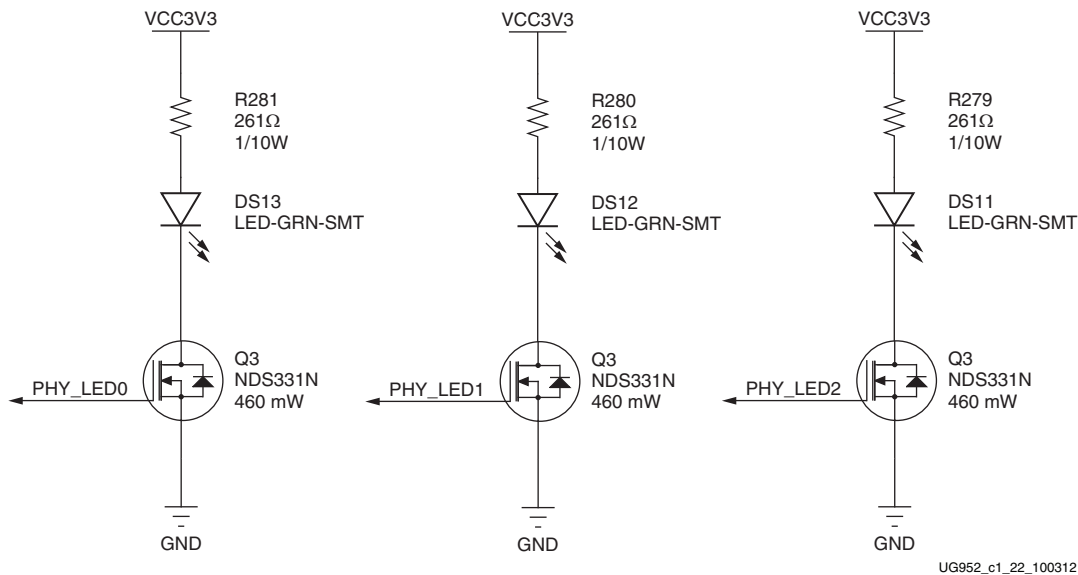 VCC3V3
R281
261Ω
1/10W
DS13
LED-GRN-SMT
Q3
NDS331N
460 mW
PHY_LED0
GND
VCC3V3
R280
261Ω
1/10W
DS12
LED-GRN-SMT
Q3
NDS331N
460 mW
PHY_LED1
GND
VCC3V3
R279
261Ω
1/10W
DS11
LED-GRN-SMT
Q3
NDS331N
460 mW
PHY_LED2
GND
UG952_c1_22_100312